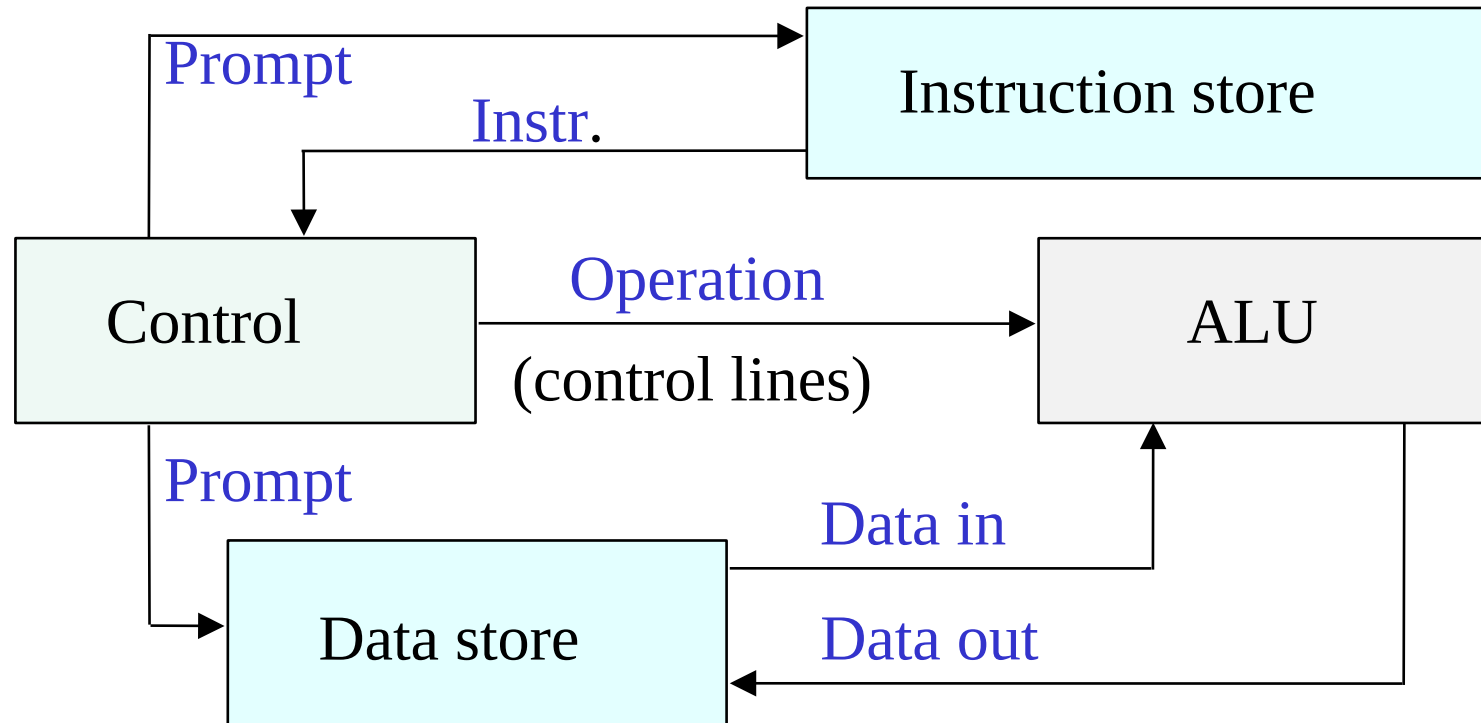 Prompt
Instruction store
Instr.
Control
Operation
(control lines)
ALU
Prompt
Data in
Data store
Data out